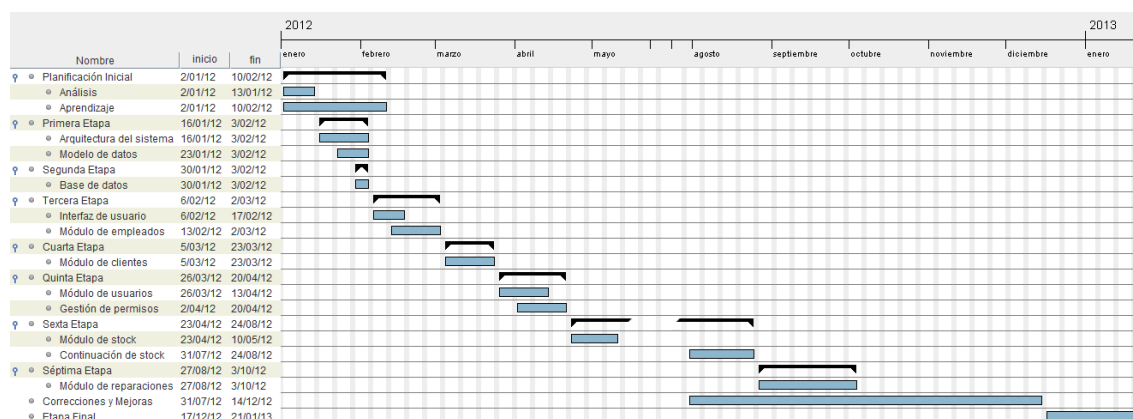 2012 2013
enero febrero marzo abril mayo agosto septiembre octubre noviembre diciembre enero
Nombre inicio fin
Planificación Inicial 2/01/12 10/02/12
Análisis 2/01/12 13/01/12
Aprendizaje 2/01/12 10/02/12
Primera Etapa 16/01/12 3/02/12
Arquitectura del sistema 16/01/12 3/02/12
Modelo de datos 23/01/12 3/02/12
Segunda Etapa 30/01/12 3/02/12
Base de datos 30/01/12 3/02/12
Tercera Etapa 6/02/12 2/03/12
Interfaz de usuario 6/02/12 17/02/12
Módulo de empleados 13/02/12 2/03/12
Cuarta Etapa 5/03/12 23/03/12
Módulo de clientes 5/03/12 23/03/12
Quinta Etapa 26/03/12 20/04/12
Módulo de usuarios 26/03/12 13/04/12
Gestión de permisos 2/04/12 20/04/12
Sexta Etapa 23/04/12 24/08/12
Módulo de stock 23/04/12 10/05/12
Continuación de stock 31/07/12 24/08/12
Séptima Etapa 27/08/12 3/10/12
Módulo de reparaciones 27/08/12 3/10/12
Correcciones y Mejoras 31/07/12 14/12/12
Etapa Final 17/12/12 21/01/13